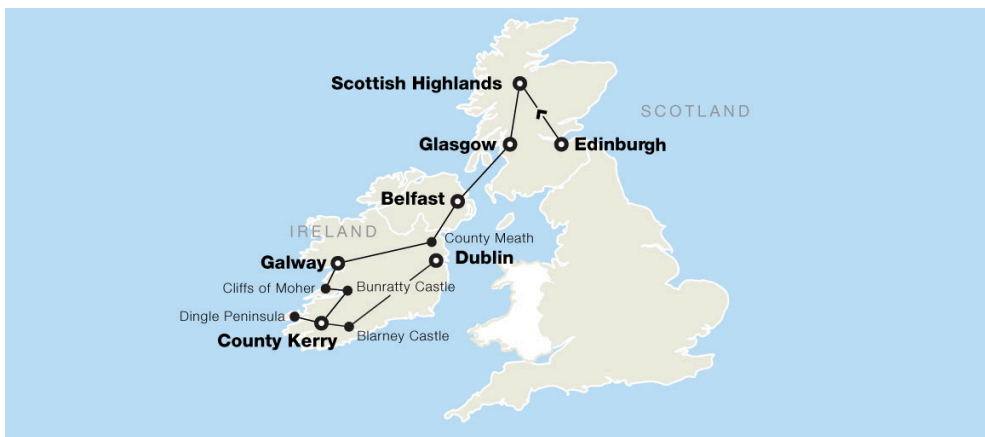 Scottish Highlands
SCOTLAND
Glasgow
Edinburgh
Belfast
IRELAND
County Meath
Galway
Dublin
Cliffs of Moher
Bunratty Castle
Dingle Peninsula
County Kerry
Blarney Castle